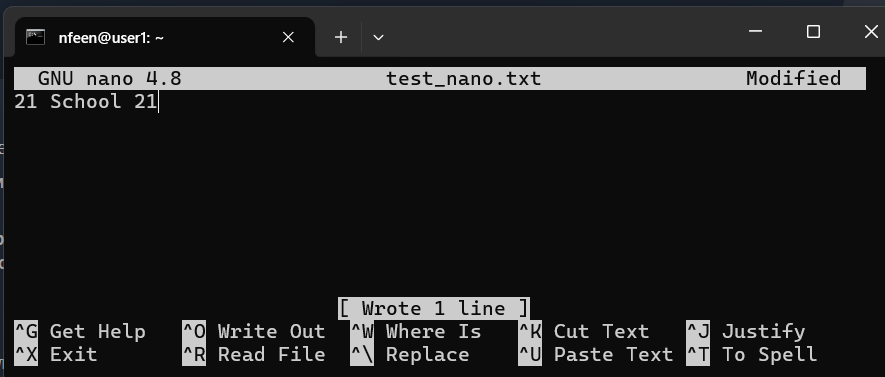 nfeen@user1: ~
GNU nano 4.8 test_nano.txt Modified
21 School 21
[ Wrote 1 line ]
^G Get Help ^O Write Out ^W Where Is ^K Cut Text ^J Justify
^X Exit ^R Read File ^\ Replace ^U Paste Text ^T To Spell